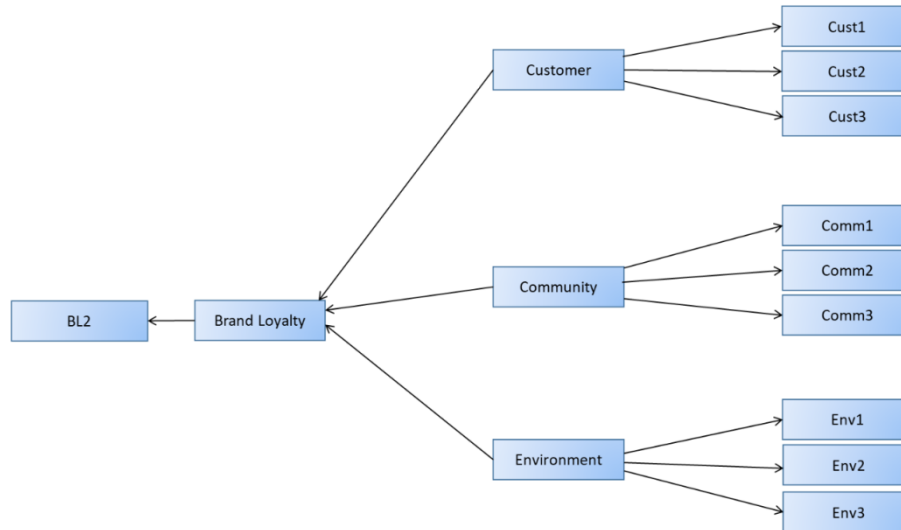 Cust1
Customer
Cust2
Cust3
Comm1
Community
Comm2
Comm3
BL2
Brand Loyalty
Env1
Environment
Env2
Env3